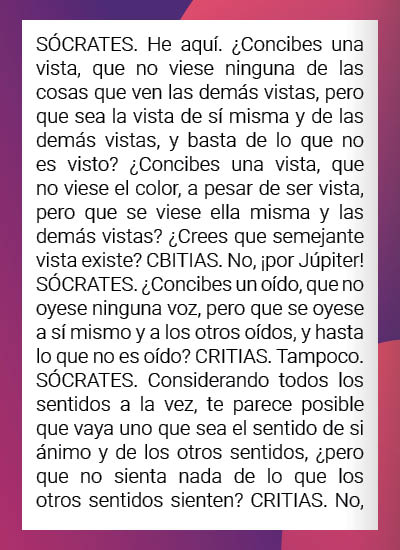 SÓCRATES. He aquí. ¿Concibes una
vista, que no viese ninguna de las
cosas que ven las demás vistas, pero
que sea la vista de sí misma y de las
demás vistas, y basta de lo que no
es visto? ¿Concibes una vista, que
no viese el color, a pesar de ser vista,
pero que se viese ella misma y las
demás vistas? ¿Crees que semejante
vista existe? CBITIAS. No, ¡por Júpiter!
SÓCRATES. ¿Concibes un oído, que no
oyese ninguna voz, pero que se oyese
a sí mismo y a los otros oídos, y hasta
lo que no es oído? CRITIAS. Tampoco.
SÓCRATES. Considerando todos los
sentidos a la vez, te parece posible
que vaya uno que sea el sentido de si
ánimo y de los otros sentidos, ¿pero
que no sienta nada de lo que los
otros sentidos sienten? CRITIAS. No,